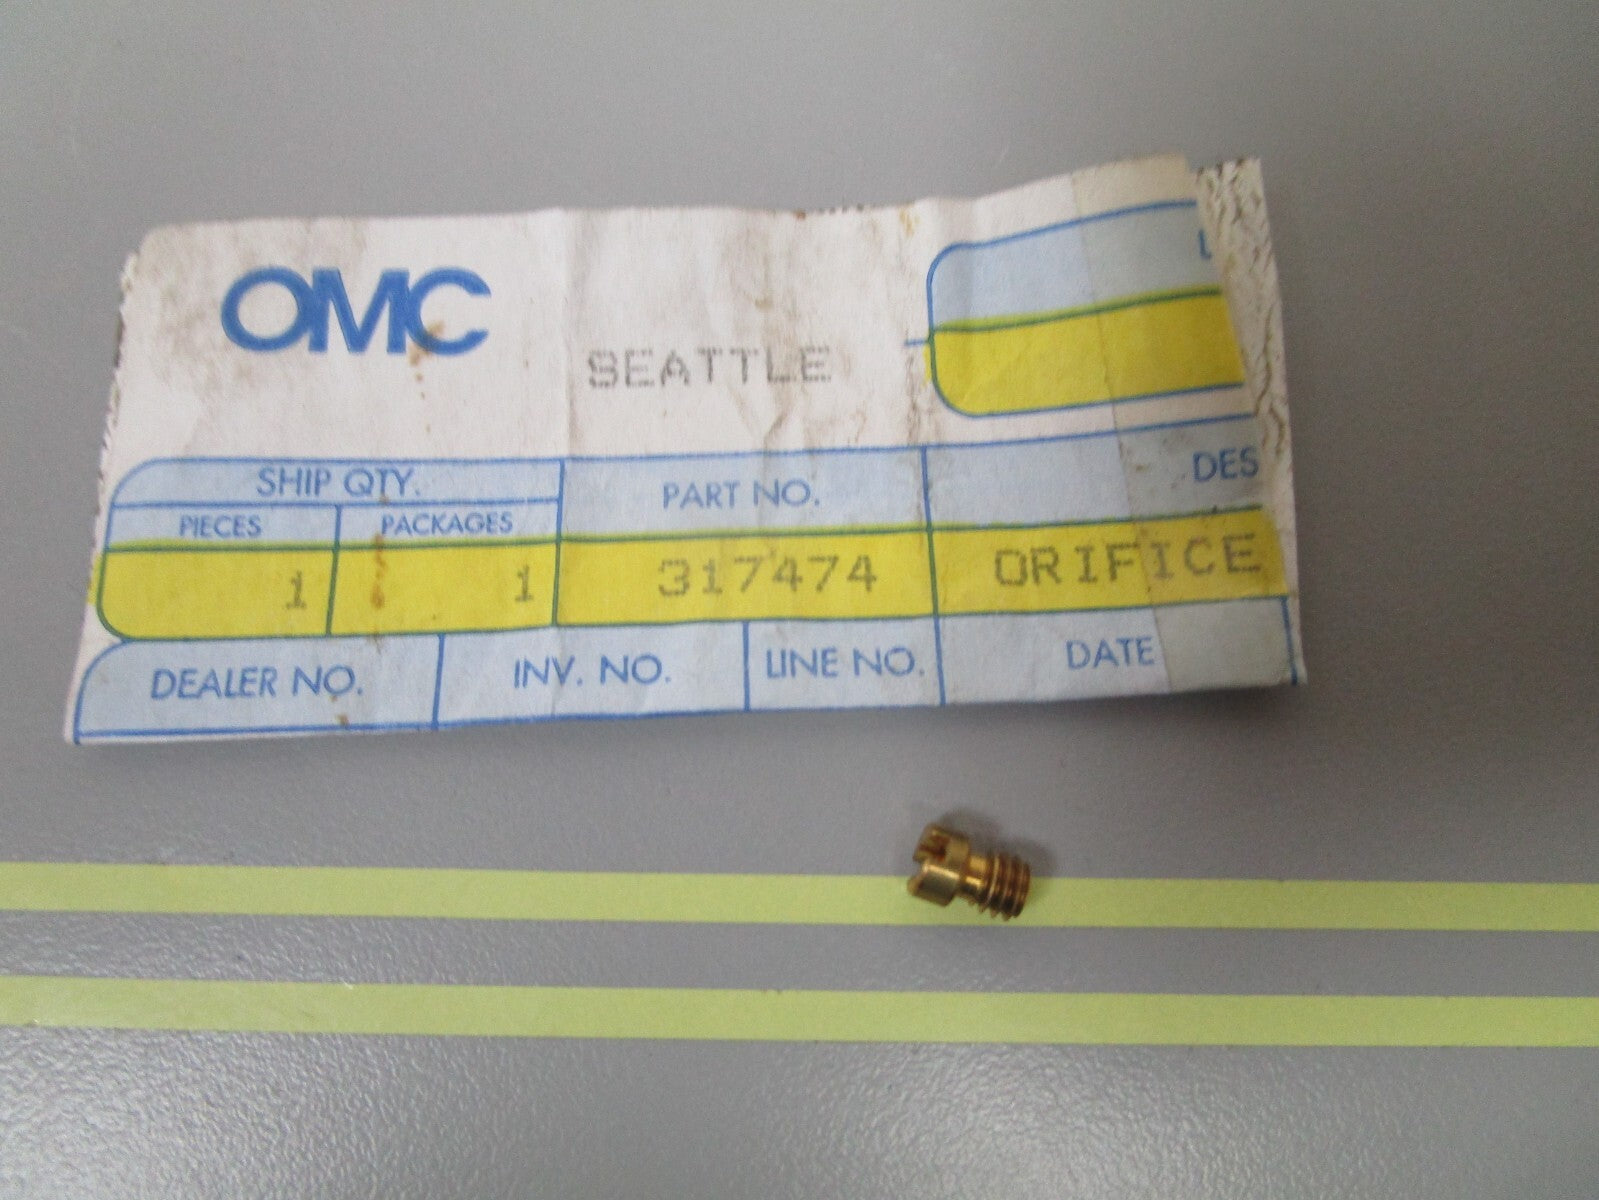 OMC
SEATTLE
SHIP QTY.
PART NO.
DES
PIECES
PACKAGES
1
1
317474
ORIFICE
DEALER NO.
INV. NO.
LINE NO.
DATE